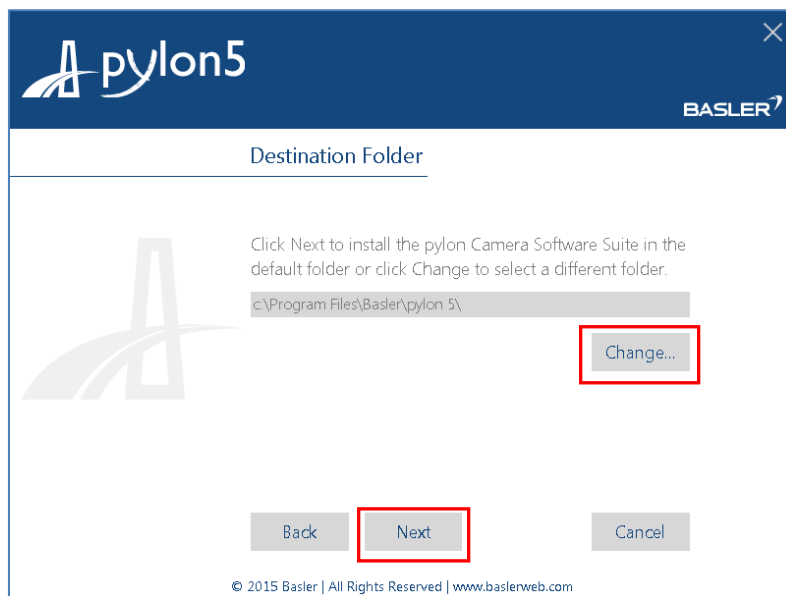 pylon5
BASLER
Destination Folder
Click Next to install the pylon Camera Software Suite in the
default folder or click Change to select a different folder.
c:\Program Files\Basler\pylon 5\
Change...
Back
Next
Cancel
© 2015 Basler | All Rights Reserved | www.baslerweb.com